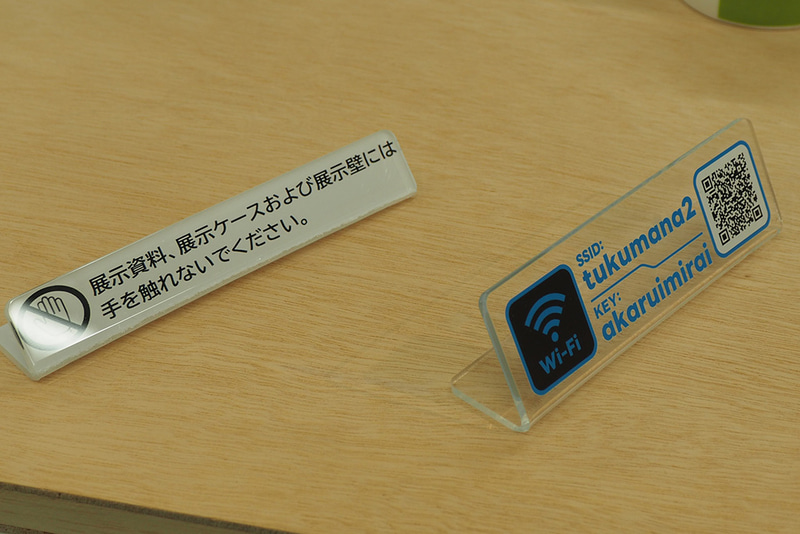 展示資料、展示ケースおよび展示壁には
手を触れないでください。
Wi-Fi
SSID:
tukumana2
KEY:
akaruimirai